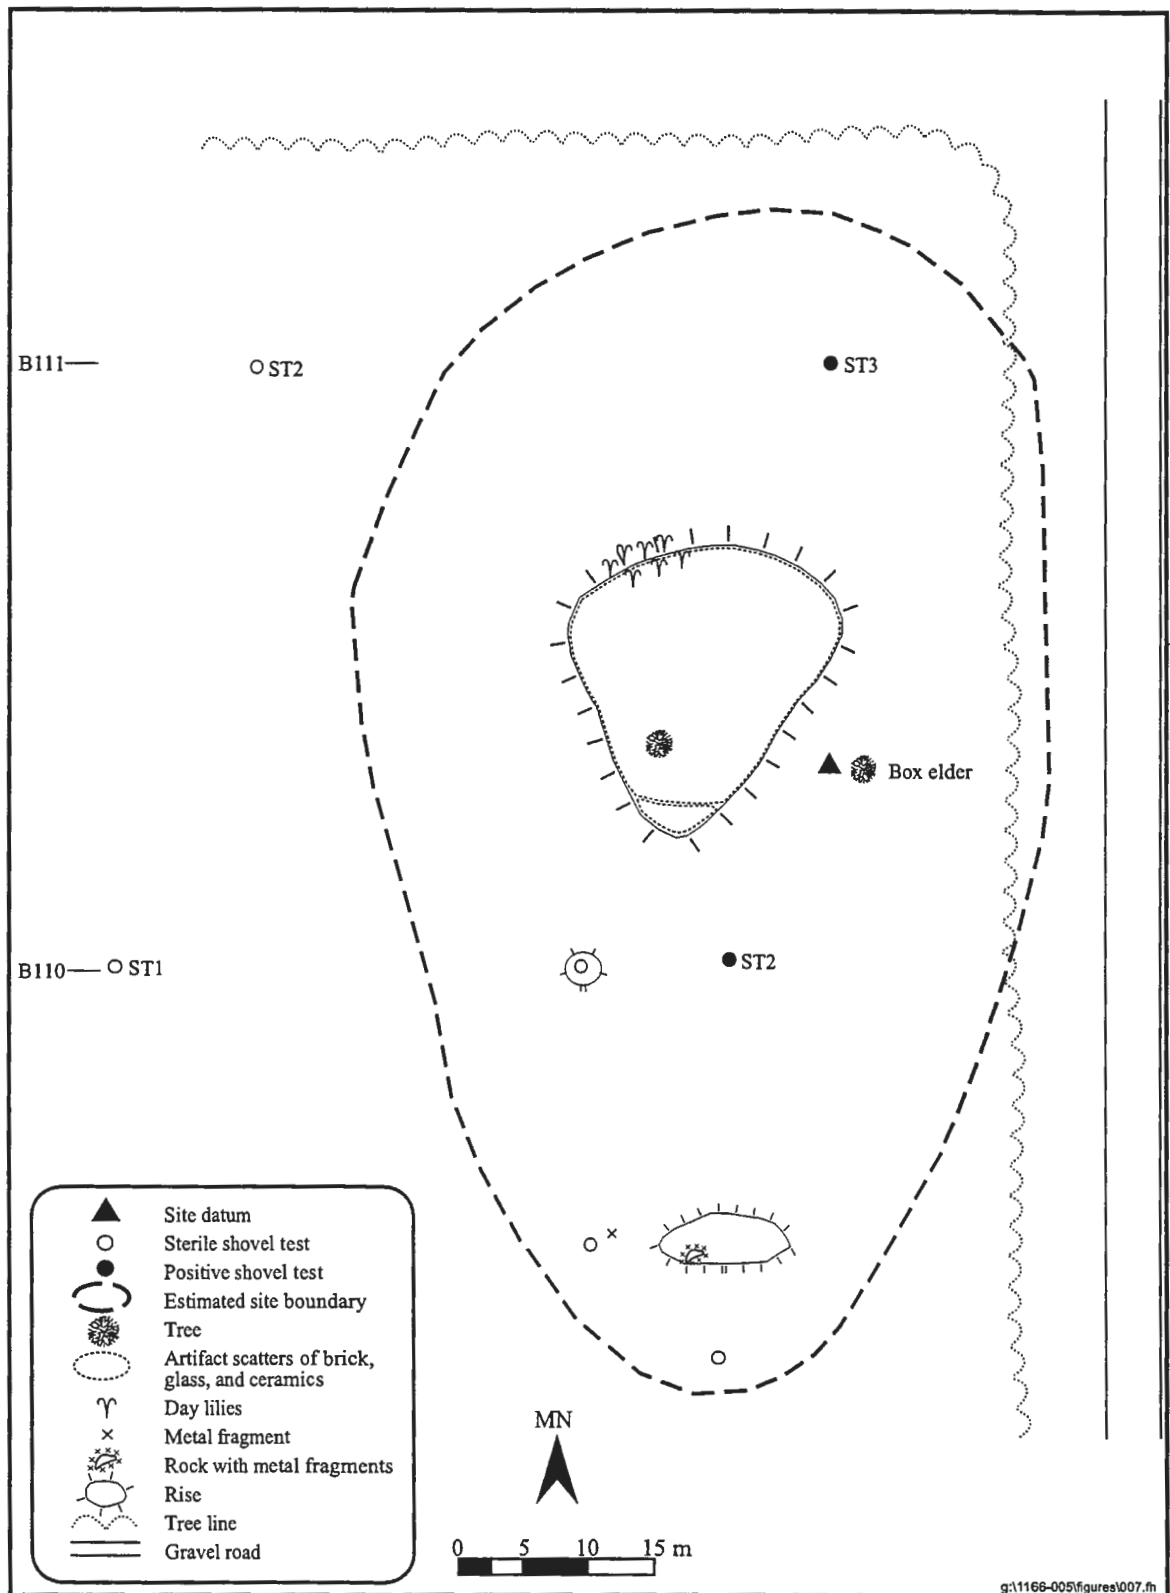 B111
ST2
ST3
Box elder
B110
ST1
ST2
Site datum
Sterile shovel test
Positive shovel test
Estimated site boundary
Tree
Artifact scatters of brick,
glass, and ceramics
Day lilies
Metal fragment
Rock with metal fragments
Rise
Tree line
Gravel road
MN
0 5 10 15 m
g:\1166-005\figures\007.fh